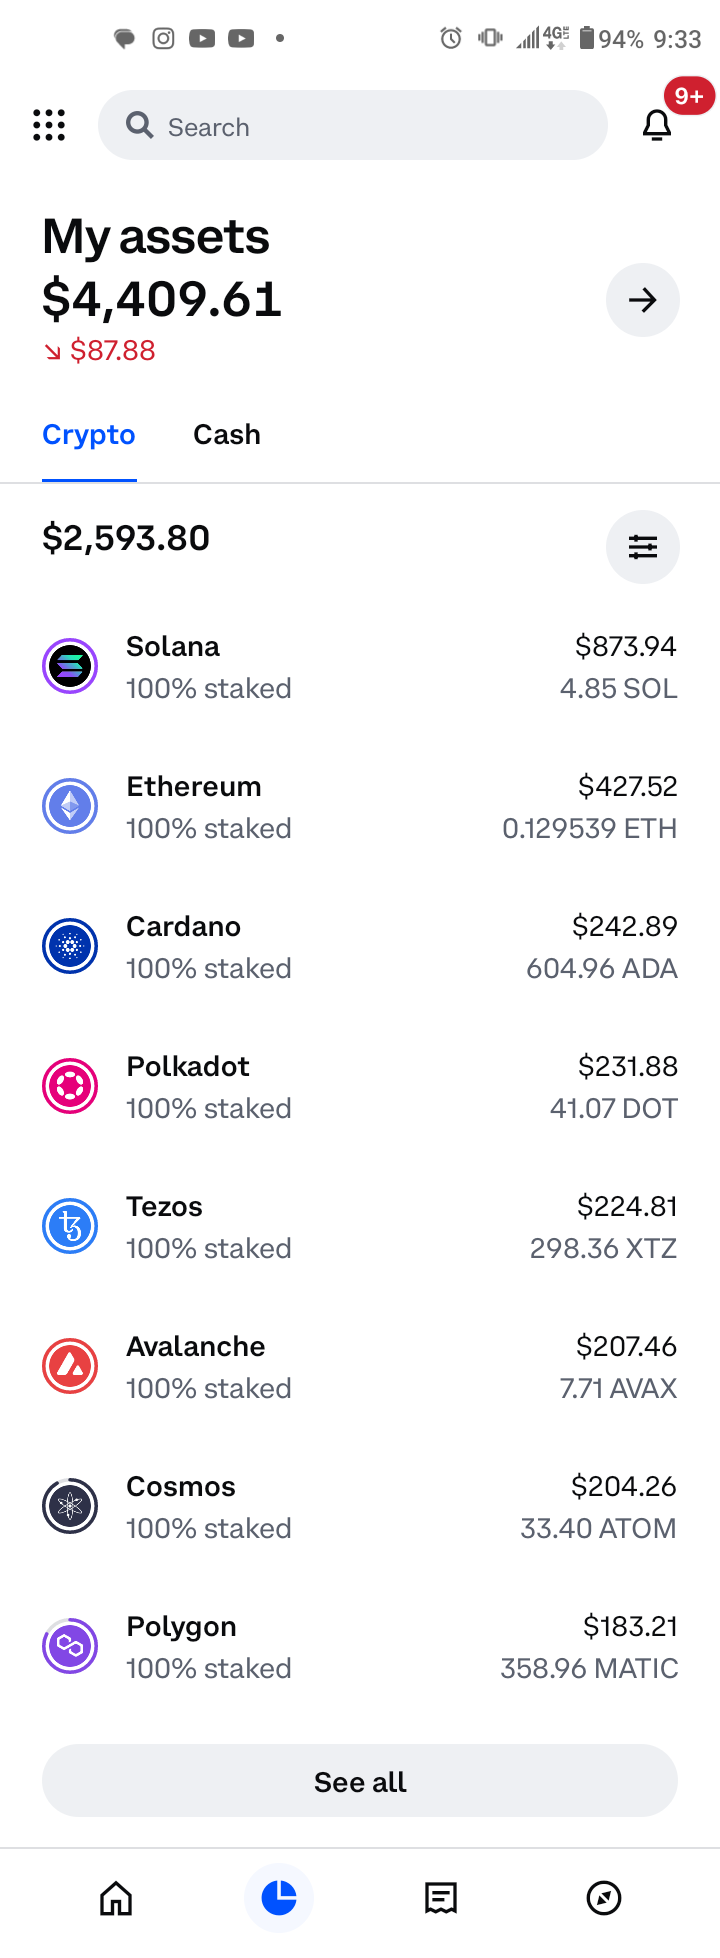 4G LTE 94% 9:33
Search
9+
My assets
$4,409.61
↘ $87.88
Crypto Cash
$2,593.80
Solana $873.94
100% staked 4.85 SOL
Ethereum $427.52
100% staked 0.129539 ETH
Cardano $242.89
100% staked 604.96 ADA
Polkadot $231.88
100% staked 41.07 DOT
Tezos $224.81
100% staked 298.36 XTZ
Avalanche $207.46
100% staked 7.71 AVAX
Cosmos $204.26
100% staked 33.40 ATOM
Polygon $183.21
100% staked 358.96 MATIC
See all